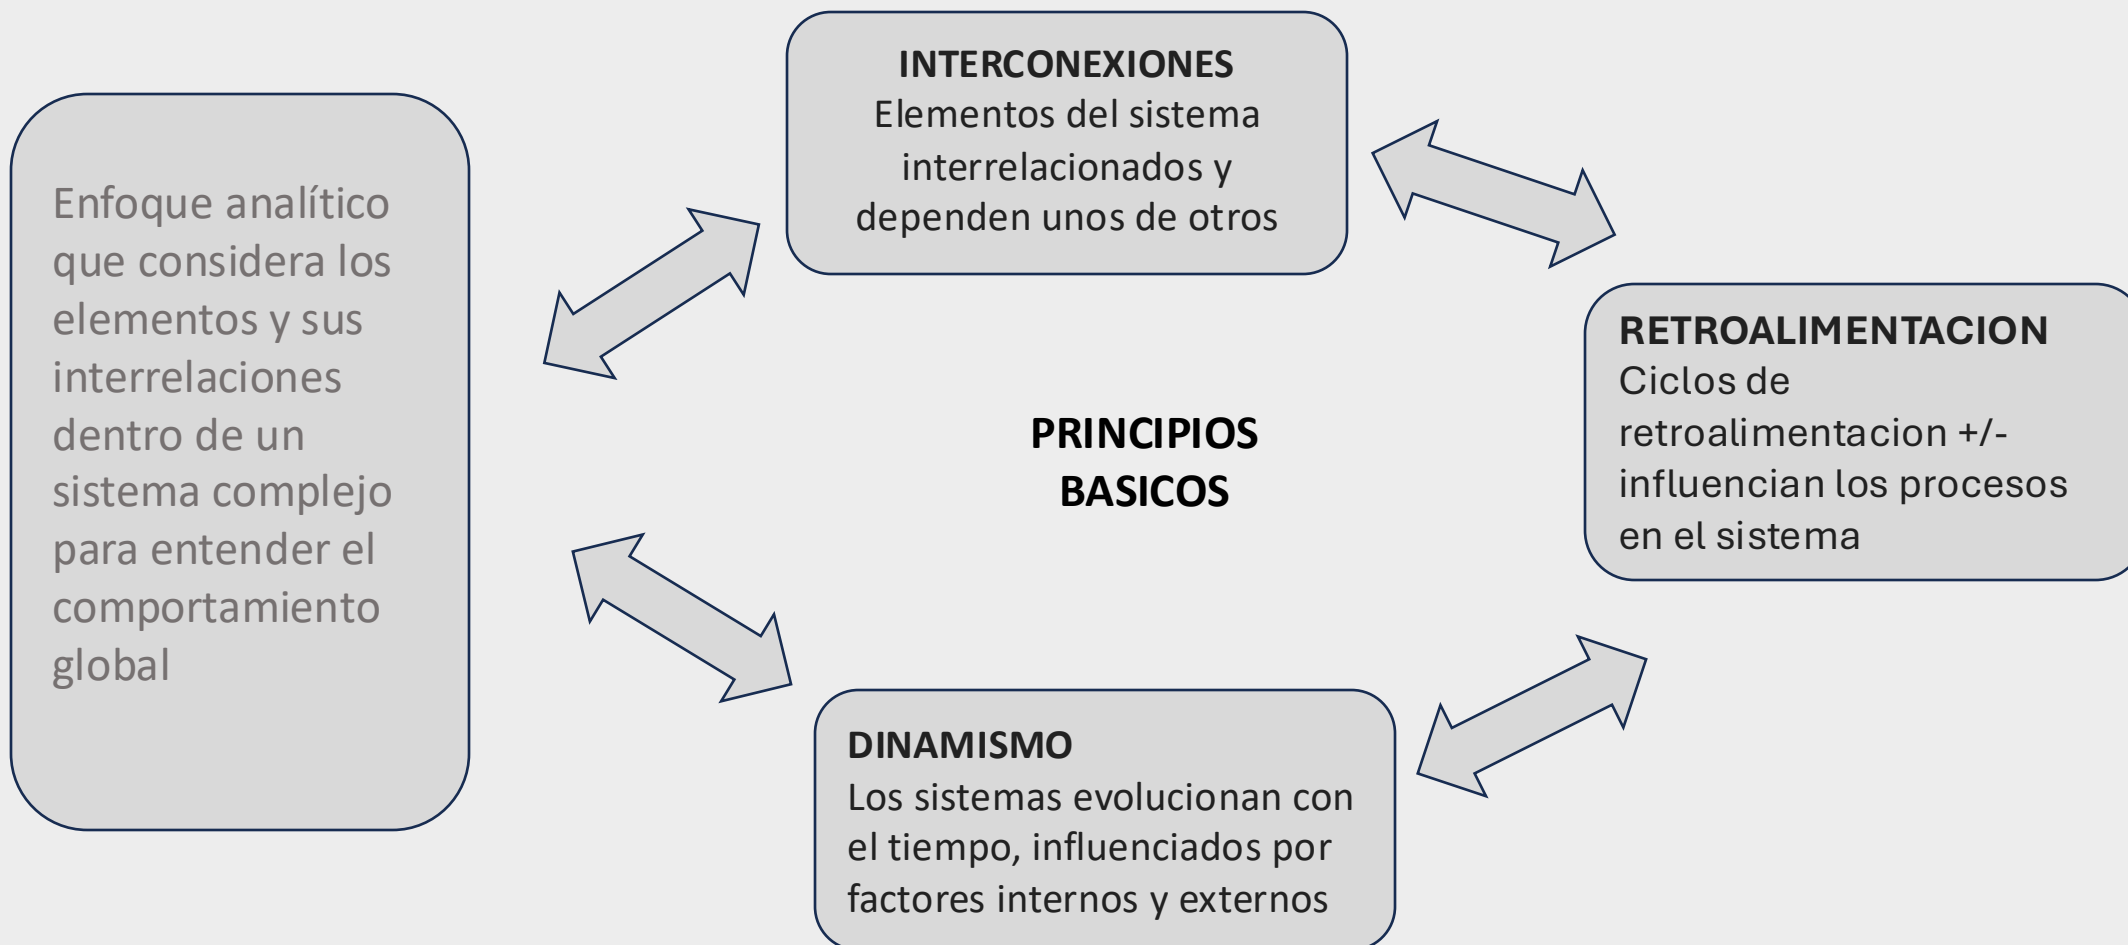 Enfoque analítico
que considera los
elementos y sus
interrelaciones
dentro de un
sistema complejo
para entender el
comportamiento
global
INTERCONEXIONES
Elementos del sistema
interrelacionados y
dependen unos de otros
RETROALIMENTACION
Ciclos de
retroalimentacion +/-
influencian los procesos
en el sistema
PRINCIPIOS
BASICOS
DINAMISMO
Los sistemas evolucionan con
el tiempo, influenciados por
factores internos y externos